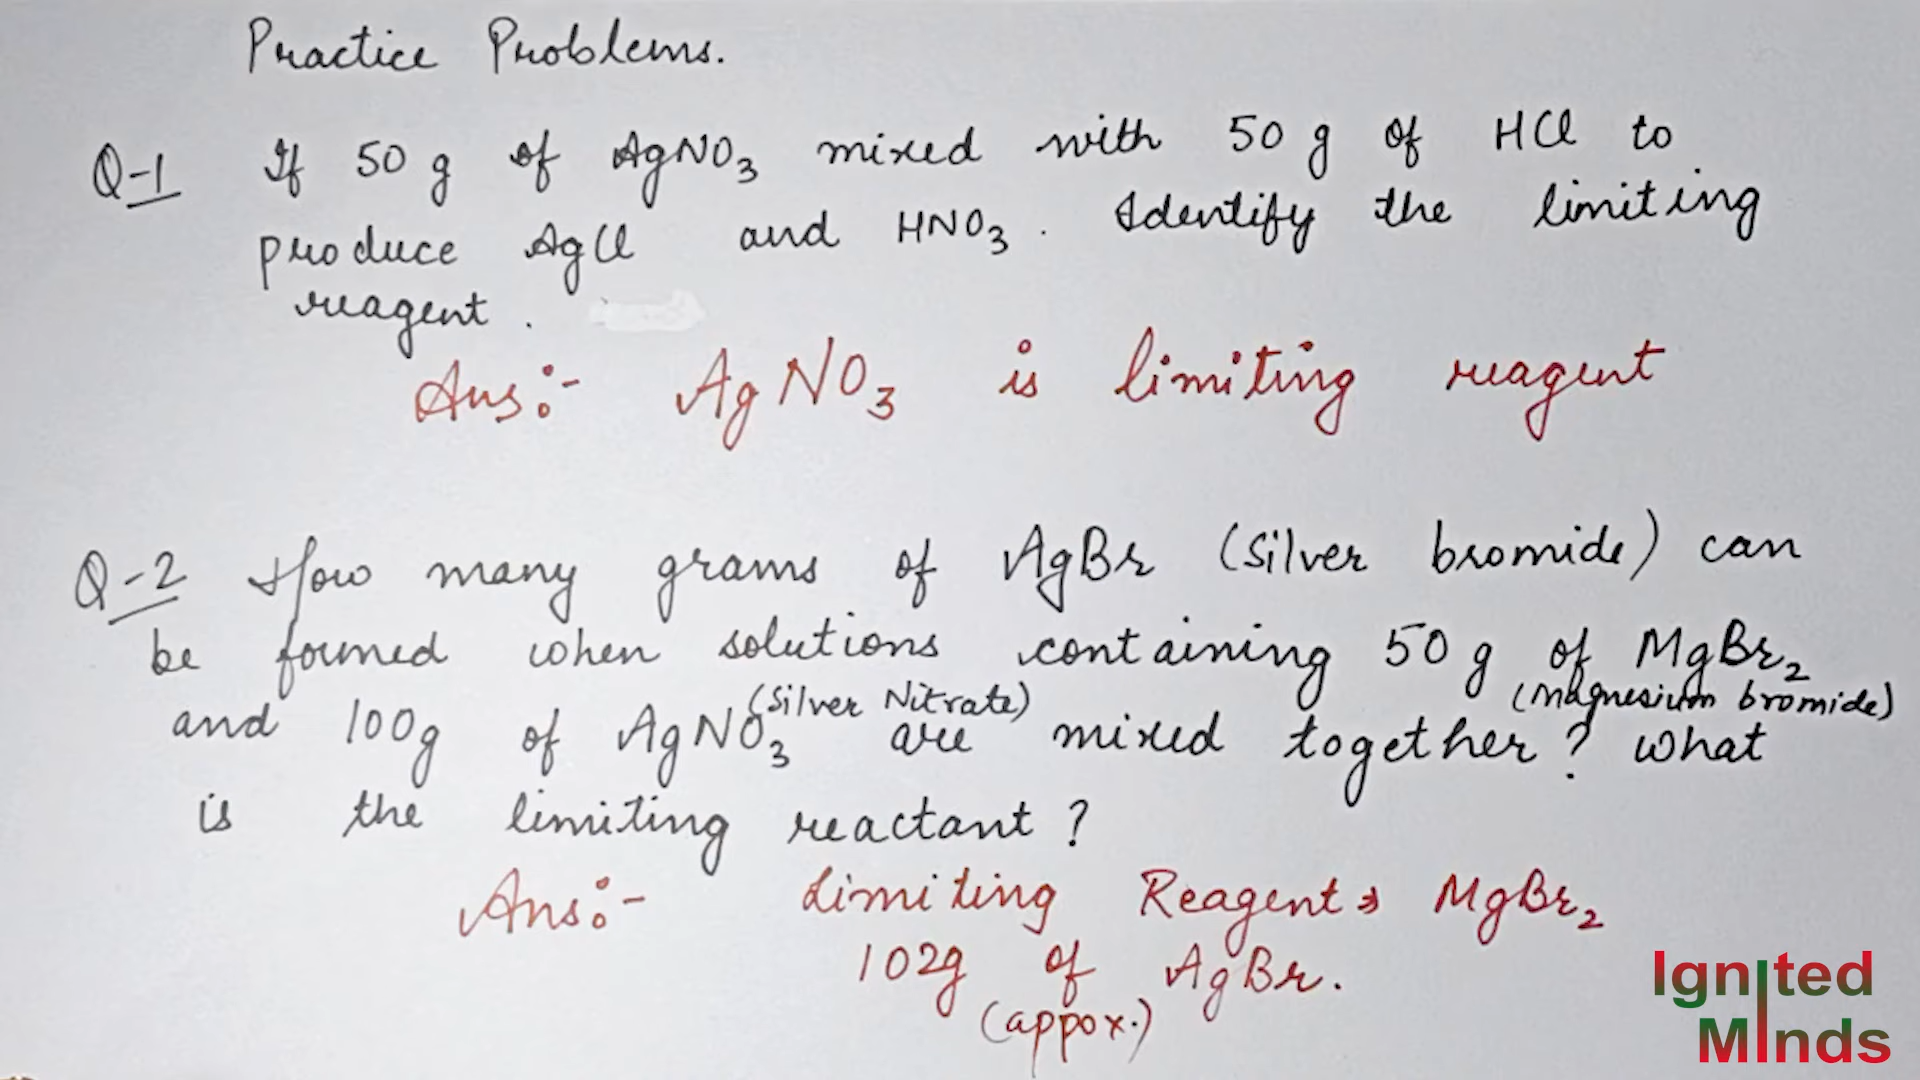 Practice Problems.
Q-1 If 50 g of AgNO3 mixed with 50 g of HCl to
produce AgCl and HNO3. Identify the limiting
reagent.
Ans:- AgNO3 is limiting reagent
Q-2 How many grams of AgBr (Silver bromide) can
be formed when solutions containing 50 g of MgBr2
(Silver Nitrate) (magnesium bromide)
and 100g of AgNO3 are mixed together? what
is the limiting reactant?
Ans:- Limiting Reagent→ MgBr2
102g of AgBr.
(appox.)
Ignited
Minds